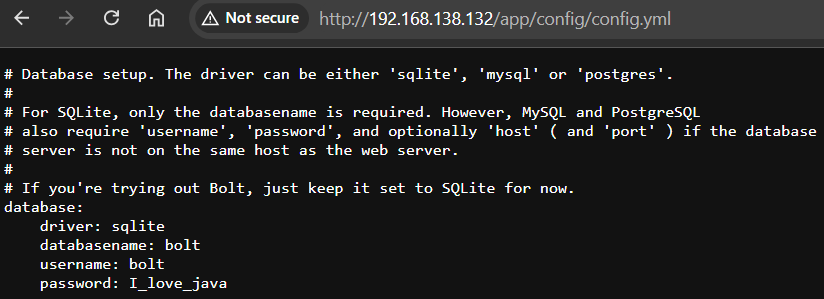 Not secure http://192.168.138.132/app/config/config.yml
# Database setup. The driver can be either 'sqlite', 'mysql' or 'postgres'.
#
# For SQLite, only the databasename is required. However, MySQL and PostgreSQL
# also require 'username', 'password', and optionally 'host' ( and 'port' ) if the database
# server is not on the same host as the web server.
#
# If you're trying out Bolt, just keep it set to SQLite for now.
database:
    driver: sqlite
    databasename: bolt
    username: bolt
    password: I_love_java